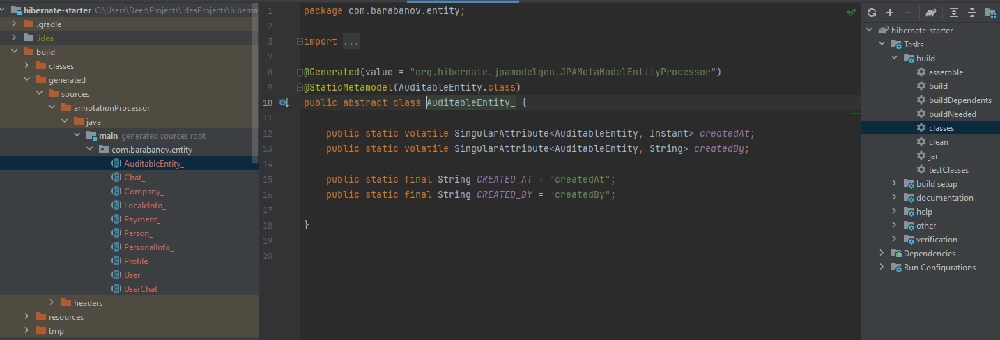 hibernate-starter C:\Users\Deer\Projects\IdeaProjects\hibernat
.gradle
.idea
build
classes
generated
sources
annotationProcessor
java
main generated sources root
com.barabanov.entity
AuditableEntity_
Chat_
Company_
LocaleInfo_
Payment_
Person_
PersonalInfo_
Profile_
User_
UserChat_
headers
resources
tmp
1 package com.barabanov.entity;
2
3 import ...
7
8 @Generated(value = "org.hibernate.jpamodelgen.JPAMetaModelEntityProcessor")
9 @StaticMetamodel(AuditableEntity.class)
10 public abstract class AuditableEntity_ {
11
12 public static volatile SingularAttribute<AuditableEntity, Instant> createdAt;
13 public static volatile SingularAttribute<AuditableEntity, String> createdBy;
14
15 public static final String CREATED_AT = "createdAt";
16 public static final String CREATED_BY = "createdBy";
17
18 }
19
20
hibernate-starter
Tasks
build
assemble
build
buildDependents
buildNeeded
classes
clean
jar
testClasses
build setup
documentation
help
other
verification
Dependencies
Run Configurations